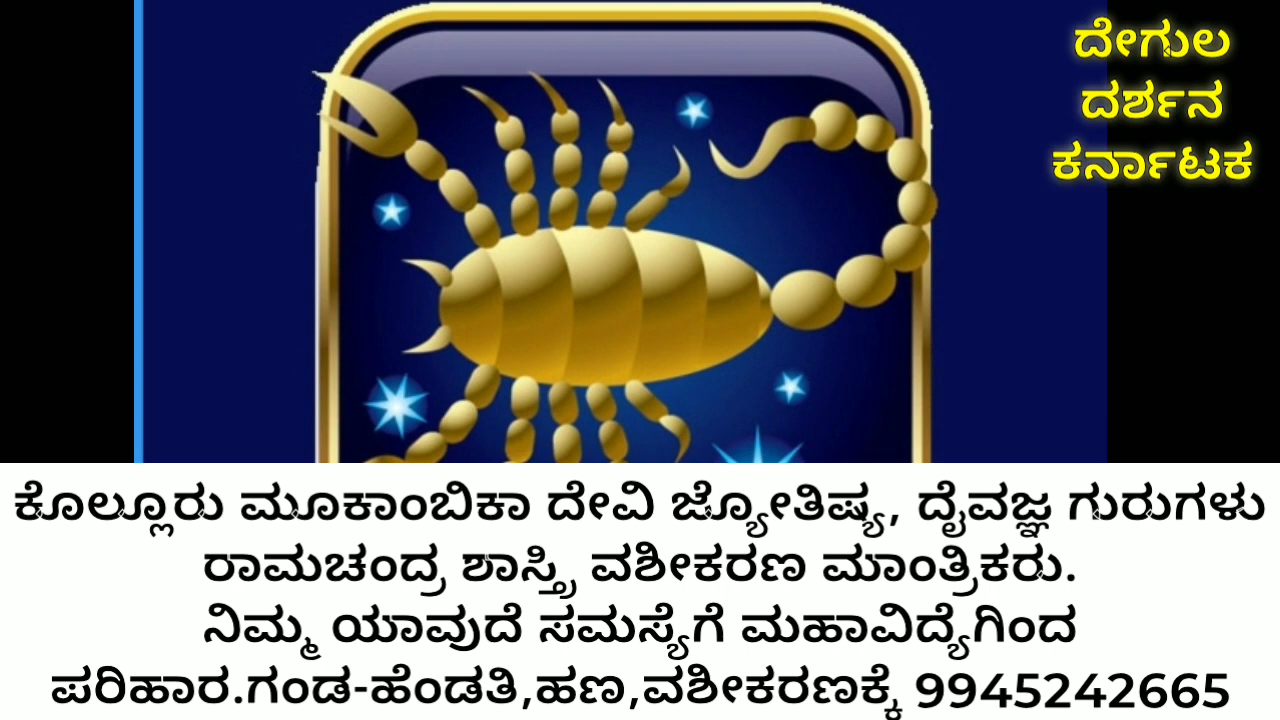 ದೇಗುಲ
ದರ್ಶನ
ಕರ್ನಾಟಕ
ಕೊಲ್ಲೂರು ಮೂಕಾಂಬಿಕಾ ದೇವಿ ಜ್ಯೋತಿಷ್ಯ, ದೈವಜ್ಞ ಗುರುಗಳು
ರಾಮಚಂದ್ರ ಶಾಸ್ತ್ರಿ ವಶೀಕರಣ ಮಾಂತ್ರಿಕರು.
ನಿಮ್ಮ ಯಾವುದೆ ಸಮಸ್ಯೆಗೆ ಮಹಾವಿದ್ಯೆಗಿಂದ
ಪರಿಹಾರ.ಗಂಡ-ಹೆಂಡತಿ,ಹಣ,ವಶೀಕರಣಕ್ಕೆ 9945242665